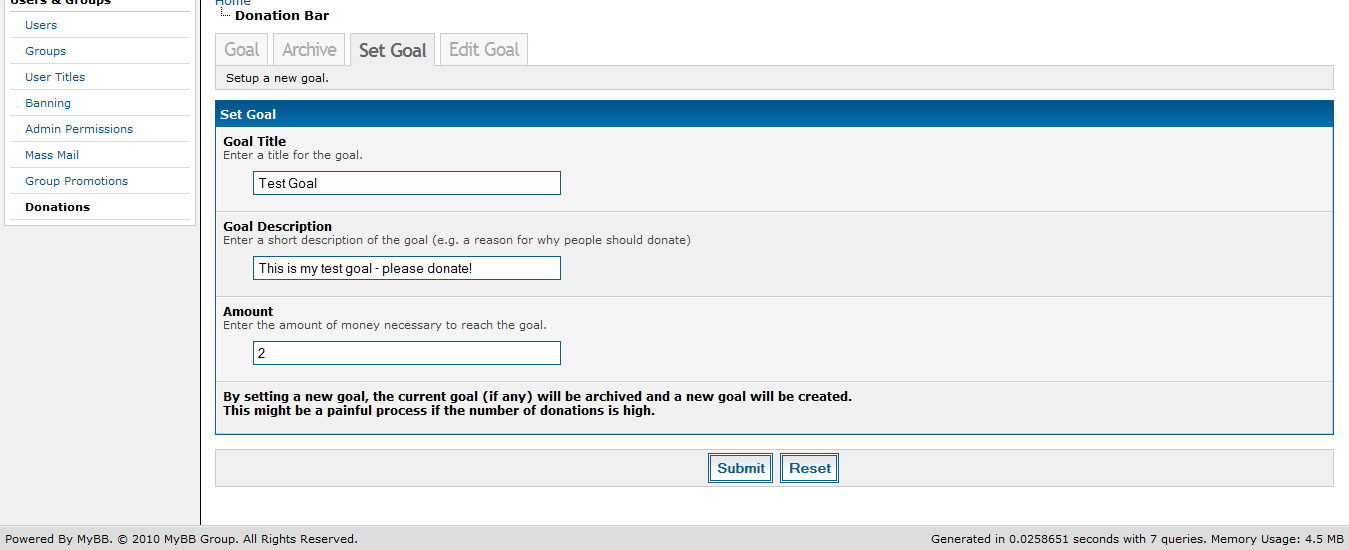 Users & Groups
Users
Groups
User Titles
Banning
Admin Permissions
Mass Mail
Group Promotions
Donations
Home
Donation Bar
Goal Archive Set Goal Edit Goal
Setup a new goal.
Set Goal
Goal Title
Enter a title for the goal.
Test Goal
Goal Description
Enter a short description of the goal (e.g. a reason for why people should donate)
This is my test goal - please donate!
Amount
Enter the amount of money necessary to reach the goal.
2
By setting a new goal, the current goal (if any) will be archived and a new goal will be created.
This might be a painful process if the number of donations is high.
Submit Reset
Powered By MyBB. © 2010 MyBB Group. All Rights Reserved. Generated in 0.0258651 seconds with 7 queries. Memory Usage: 4.5 MB